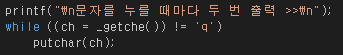 printf("₩n문자를 누를 때마다 두 번 출력 >>₩n");
while ((ch = _getche()) != 'q')
putchar(ch);